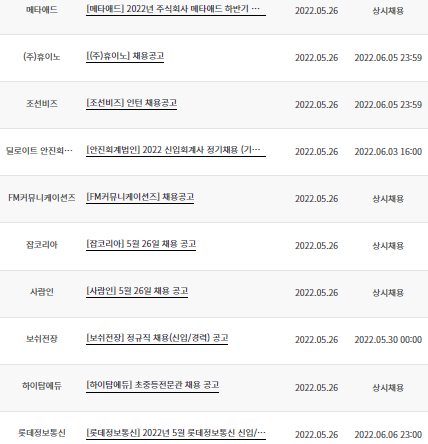 메타애드 [메타애드] 2022년 주식회사 메타애드 하반기 … 2022.05.26 상시채용
(주)휴이노 [(주)휴이노] 채용공고 2022.05.26 2022.06.05 23:59
조선비즈 [조선비즈] 인턴 채용공고 2022.05.26 2022.06.05 23:59
딜로이트 안진회… [안진회계법인] 2022 신입회계사 정기채용 (기… 2022.05.26 2022.06.03 16:00
FM커뮤니케이션즈 [FM커뮤니케이션즈] 채용공고 2022.05.26 상시채용
잡코리아 [잡코리아] 5월 26일 채용 공고 2022.05.26 상시채용
사람인 [사람인] 5월 26일 채용 공고 2022.05.26 상시채용
보쉬전장 [보쉬전장] 정규직 채용(신입/경력) 공고 2022.05.26 2022.05.30 00:00
하이탑에듀 [하이탑에듀] 초중등전문관 채용 공고 2022.05.26 상시채용
롯데정보통신 [롯데정보통신] 2022년 5월 롯데정보통신 신입/… 2022.05.26 2022.06.06 23:00